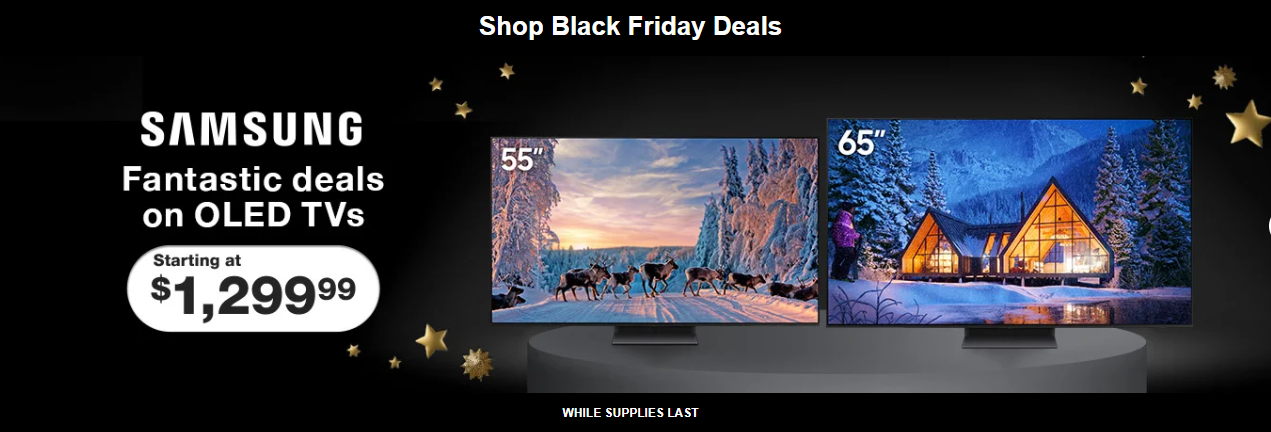 Shop Black Friday Deals
SAMSUNG
Fantastic deals
on OLED TVs
Starting at
$1,29999
55”
65”
WHILE SUPPLIES LAST